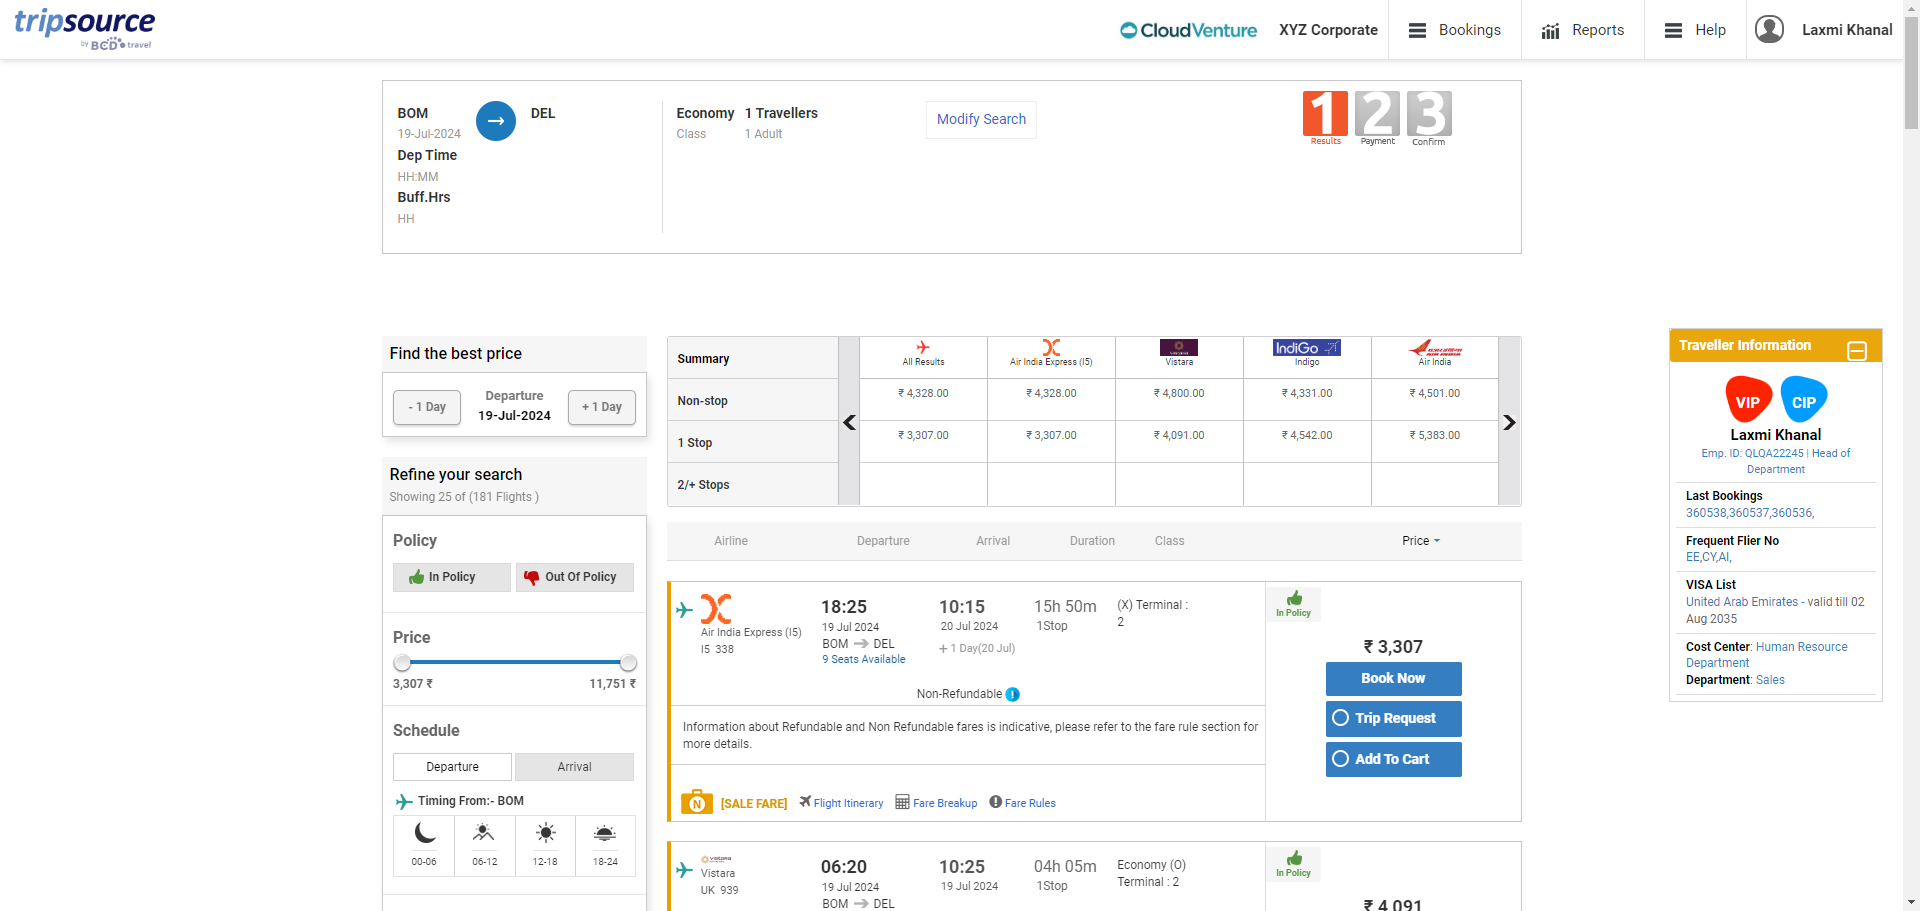 tripsource
by BCD travel
CloudVenture
XYZ Corporate
Bookings
Reports
Help
Laxmi Khanal
BOM
DEL
19-Jul-2024
Dep Time
HH:MM
Buff.Hrs
HH
Economy
1 Travellers
Class
1 Adult
Modify Search
1 2 3
Results
Payment
Confirm
Find the best price
- 1 Day
Departure
19-Jul-2024
+ 1 Day
Refine your search
Showing 25 of (181 Flights )
Policy
In Policy
Out Of Policy
Price
3,307 ₹
11,751 ₹
Schedule
Departure
Arrival
Timing From:- BOM
00-06
06-12
12-18
18-24
Summary
All Results
Air India Express (I5)
Vistara
IndiGo
Indigo
Air India
Non-stop
₹ 4,328.00
₹ 4,328.00
₹ 4,800.00
₹ 4,331.00
₹ 4,501.00
1 Stop
₹ 3,307.00
₹ 3,307.00
₹ 4,091.00
₹ 4,542.00
₹ 5,383.00
2/+ Stops
Airline
Departure
Arrival
Duration
Class
Price
Air India Express (I5)
I5 338
18:25
19 Jul 2024
BOM DEL
9 Seats Available
10:15
20 Jul 2024
+ 1 Day(20 Jul)
15h 50m
1Stop
(X) Terminal :
2
Non-Refundable
Information about Refundable and Non Refundable fares is indicative, please refer to the fare rule section for
more details.
N
[SALE FARE]
Flight Itinerary
Fare Breakup
Fare Rules
In Policy
₹ 3,307
Book Now
Trip Request
Add To Cart
vistara
Vistara
UK 939
06:20
19 Jul 2024
BOM DEL
10:25
19 Jul 2024
04h 05m
1Stop
Economy (O)
Terminal : 2
In Policy
₹ 4,091
Traveller Information
VIP
CIP
Laxmi Khanal
Emp. ID: QLQA22245 | Head of
Department
Last Bookings
360538,360537,360536,
Frequent Flier No
EE,CY,AI,
VISA List
United Arab Emirates - valid till 02
Aug 2035
Cost Center: Human Resource
Department
Department: Sales